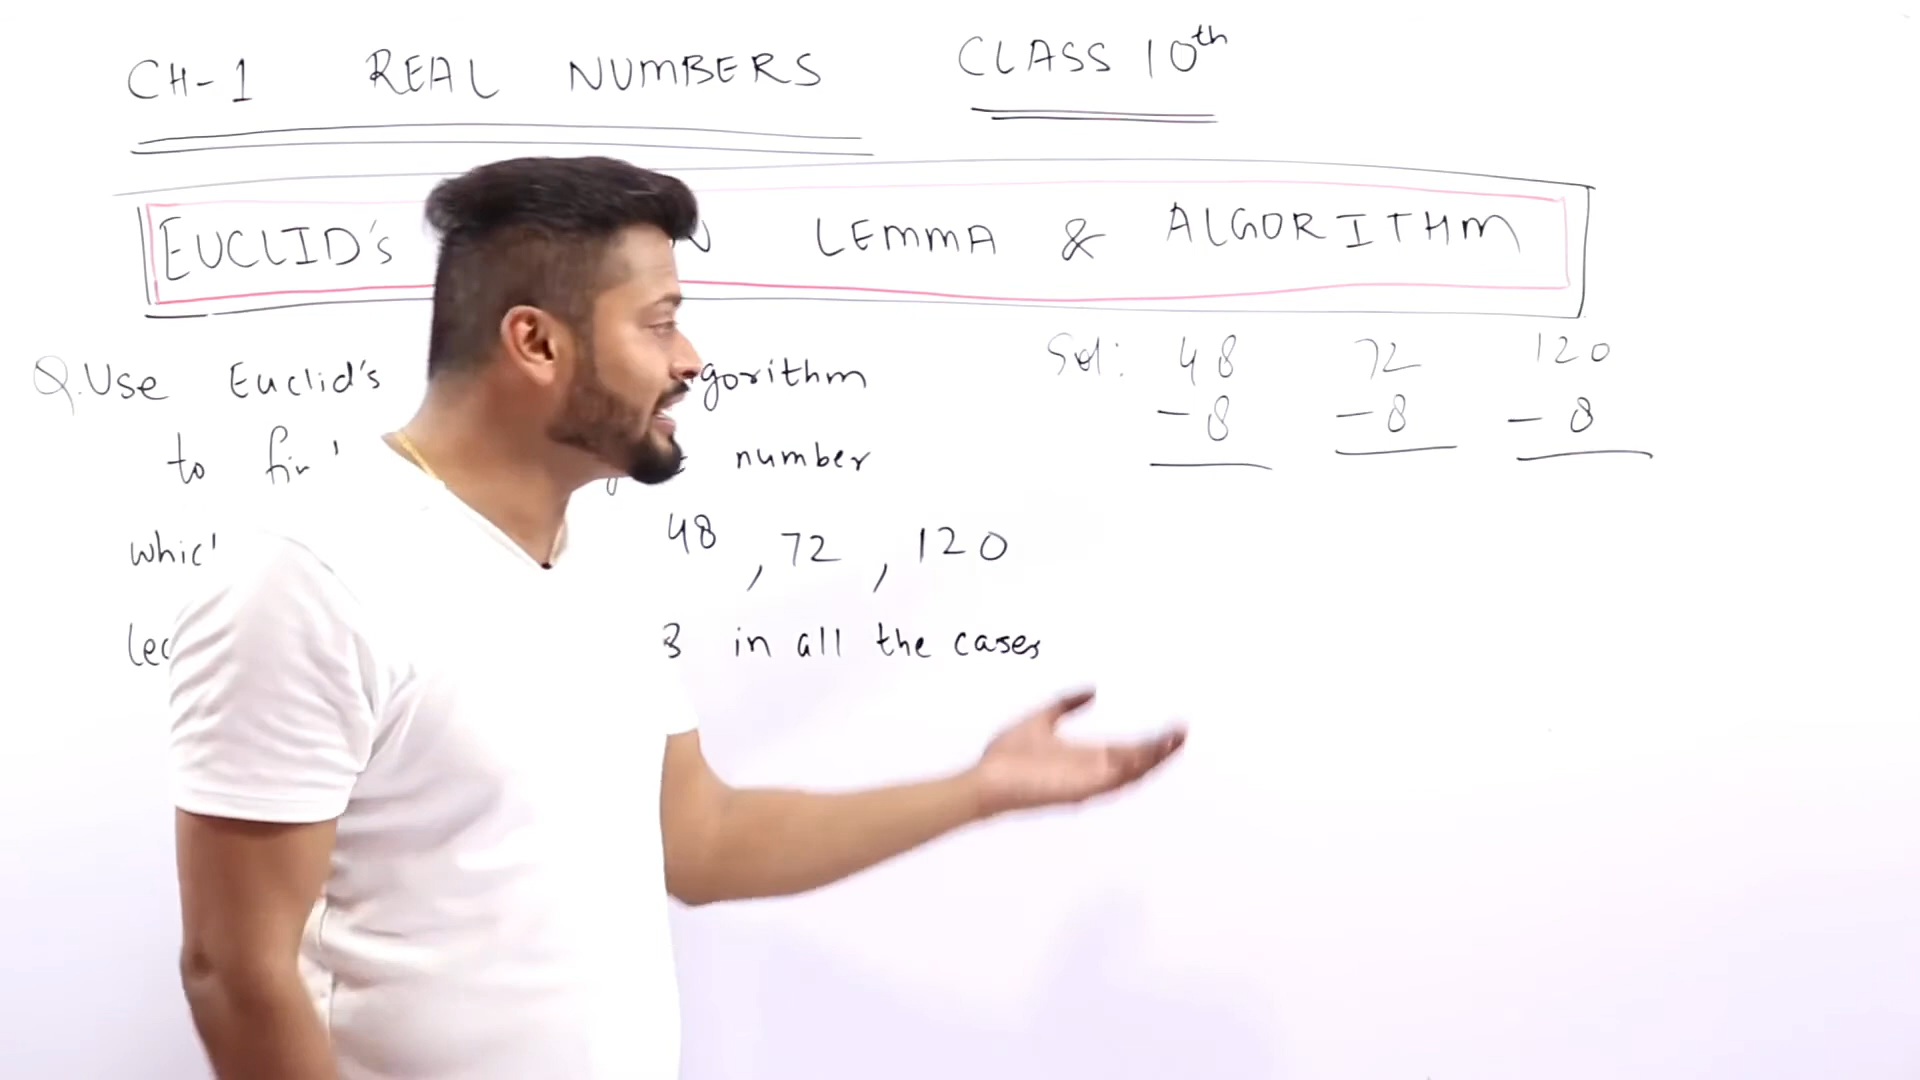 CH-1 REAL NUMBERS CLASS 10th
EUCLID's LEMMA & ALGORITHM
Q. Use Euclid's gorithm
to number
48, 72, 120
in all the cases
Sol: 48 72 120
-8 -8 -8